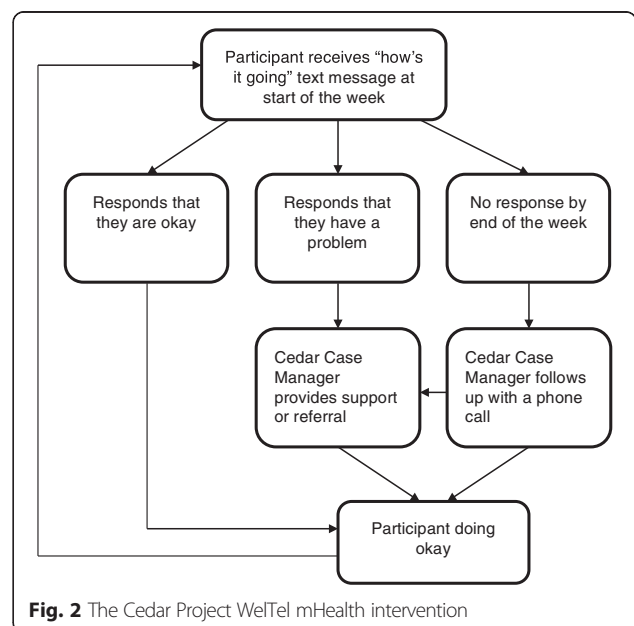 Participant receives “how’s
it going” text message at
start of the week
Responds that
they are okay
Responds that
they have a
problem
No response by
end of the week
Cedar Case
Manager
provides support
or referral
Cedar Case
Manager follows
up with a phone
call
Participant doing
okay
Fig. 2 The Cedar Project WelTel mHealth intervention